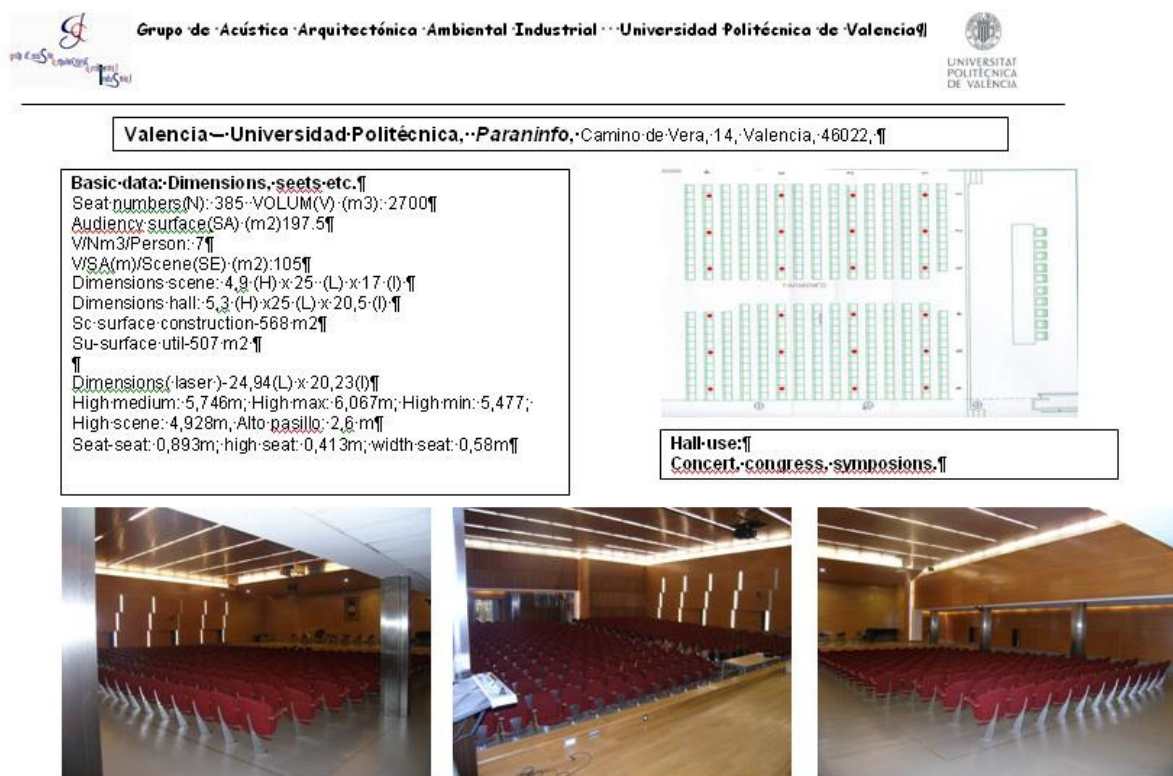 Grupo de Acústica Arquitectónica Ambiental Industrial Universidad Politécnica de Valencia¶
UNIVERSITAT
POLITÈCNICA
DE VALÈNCIA
Valencia – Universidad Politécnica, Paraninfo, Camino de Vera, 14, Valencia, 46022, ¶
Basic data: Dimensions, seets etc.¶
Seat numbers(N): 385 VOLUM(V) (m3): 2700¶
Audiency surface(SA) (m2)197.5¶
V/Nm3/Person: 7¶
V/SA(m)/Scene(SE) (m2):105¶
Dimensions scene: 4,9 (H) x 25 (L) x 17 (l) ¶
Dimensions hall: 5,3 (H) x25 (L) x 20,5 (l) ¶
Sc surface construction-568 m2¶
Su-surface util-507 m2 ¶
¶
Dimensions( laser )-24,94(L) x 20,23(l)¶
High medium: 5,746m; High max: 6,067m; High min: 5,477;
High scene: 4,928m, Alto pasillo: 2,6 m¶
Seat-seat: 0,893m; high seat: 0,413m; width seat: 0,58m¶
PARANINFO
Hall use:¶
Concert, congress, symposions,¶